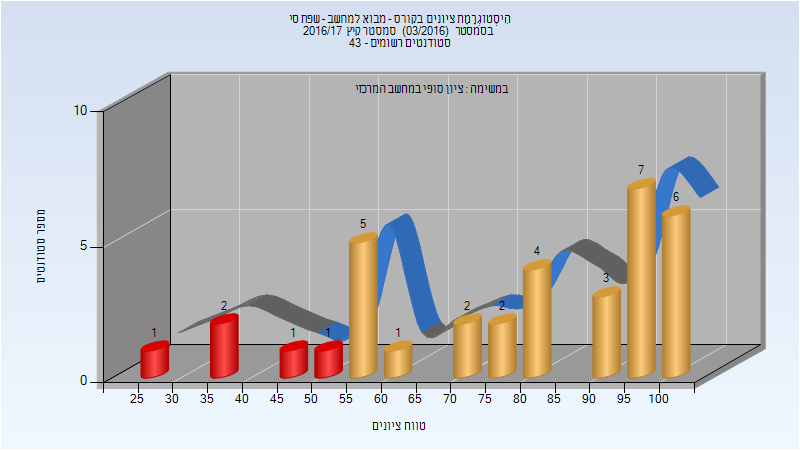 היסטוגרמת ציונים בקורס - מבוא למחשב - שפת סי
בסמסטר (03/2016) סמסטר קיץ 2016/17
סטודנטים רשומים - 43
במשימה : ציון סופי במחשב המרכזי
מספר סטודנטים
10
5
0
1
2
1
1
5
1
2
2
4
3
7
6
25 30 35 40 45 50 55 60 65 70 75 80 85 90 95 100
טווח ציונים